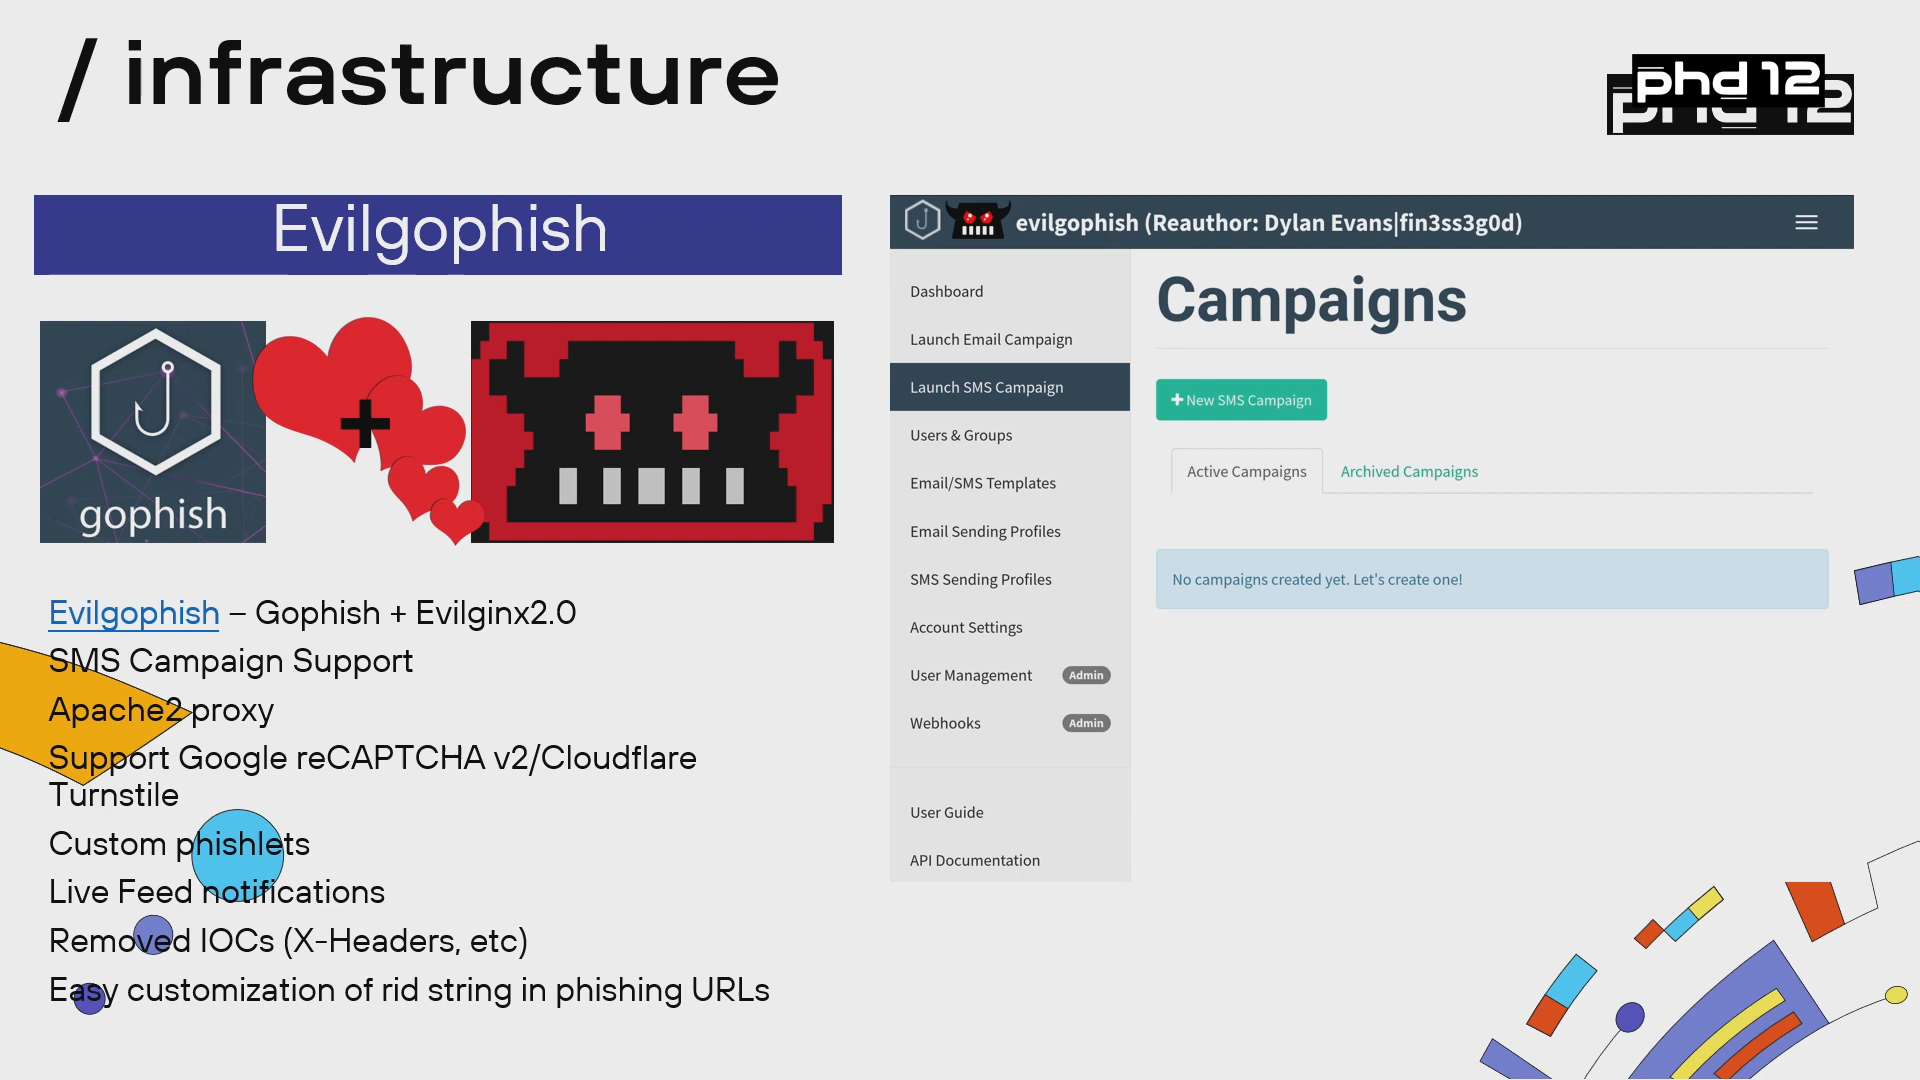 / infrastructure
phd 12
phd 12
Evilgophish
gophish
+
Evilgophish – Gophish + Evilginx2.0
SMS Campaign Support
Apache2 proxy
Support Google reCAPTCHA v2/Cloudflare
Turnstile
Custom phishlets
Live Feed notifications
Removed IOCs (X-Headers, etc)
Easy customization of rid string in phishing URLs
evilgophish (Reauthor: Dylan Evans|fin3ss3g0d)
Dashboard
Launch Email Campaign
Launch SMS Campaign
Users & Groups
Email/SMS Templates
Email Sending Profiles
SMS Sending Profiles
Account Settings
User Management Admin
Webhooks Admin
User Guide
API Documentation
Campaigns
+ New SMS Campaign
Active Campaigns Archived Campaigns
No campaigns created yet. Let's create one!